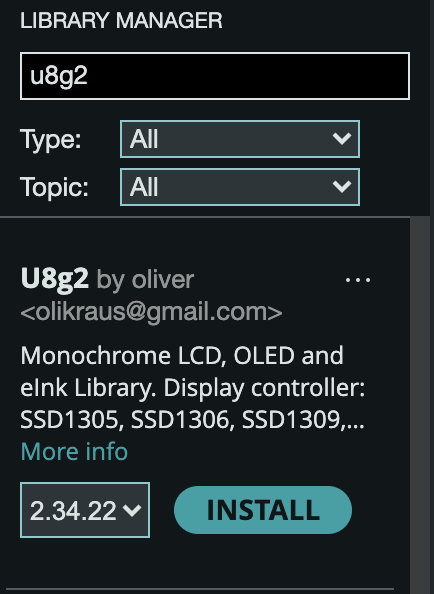 LIBRARY MANAGER
u8g2
Type: All
Topic: All
U8g2 by oliver ...
<olikraus@gmail.com>
Monochrome LCD, OLED and
eInk Library. Display controller:
SSD1305, SSD1306, SSD1309,...
More info
2.34.22 INSTALL